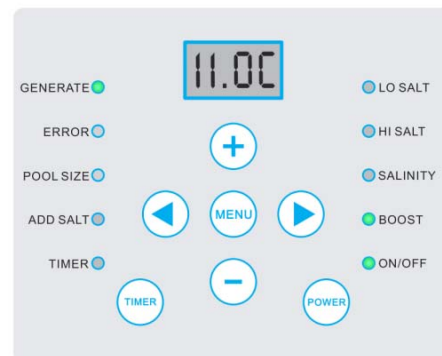 11.0C
GENERATE
ERROR
POOL SIZE
ADD SALT
TIMER
LO SALT
HI SALT
SALINITY
BOOST
ON/OFF
+
MENU
−
TIMER
POWER